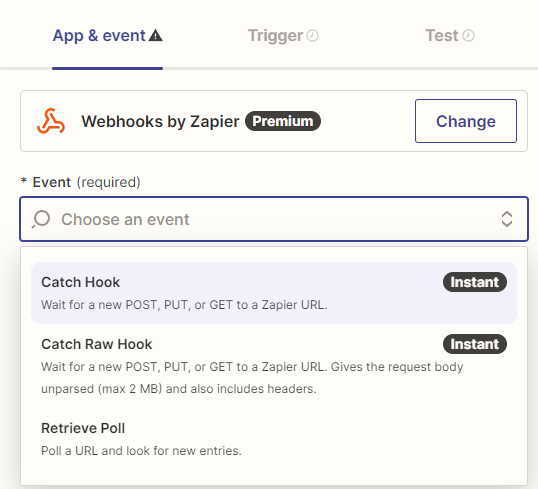 App & event Trigger Test
Webhooks by Zapier Premium Change
* Event (required)
Choose an event
Catch Hook Instant
Wait for a new POST, PUT, or GET to a Zapier URL.
Catch Raw Hook Instant
Wait for a new POST, PUT, or GET to a Zapier URL. Gives the request body
unparsed (max 2 MB) and also includes headers.
Retrieve Poll
Poll a URL and look for new entries.